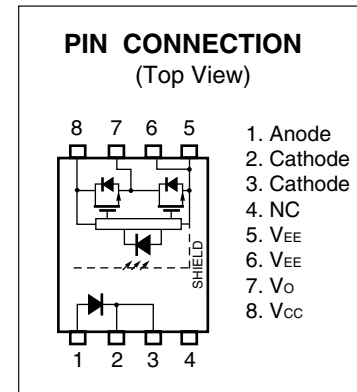 PIN CONNECTION
(Top View)
8 7 6 5
SHIELD
1 2 3 4
1. Anode
2. Cathode
3. Cathode
4. NC
5. VEE
6. VEE
7. VO
8. VCC